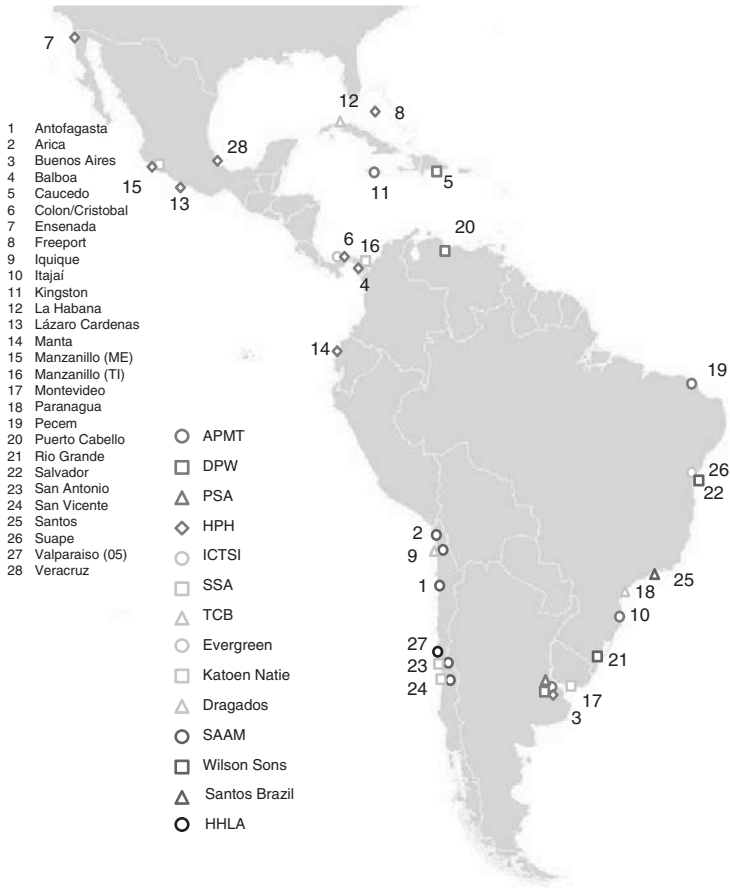 7
12
8
28
15
13
11
5
6
16
4
20
14
19
26
22
2
9
1
25
18
10
27
23
24
21
17
3
1 Antofagasta
2 Arica
3 Buenos Aires
4 Balboa
5 Caucedo
6 Colon/Cristobal
7 Ensenada
8 Freeport
9 Iquique
10 Itajaí
11 Kingston
12 La Habana
13 Lázaro Cardenas
14 Manta
15 Manzanillo (ME)
16 Manzanillo (TI)
17 Montevideo
18 Paranagua
19 Pecem
20 Puerto Cabello
21 Rio Grande
22 Salvador
23 San Antonio
24 San Vicente
25 Santos
26 Suape
27 Valparaiso (05)
28 Veracruz
APMT
DPW
PSA
HPH
ICTSI
SSA
TCB
Evergreen
Katoen Natie
Dragados
SAAM
Wilson Sons
Santos Brazil
HHLA